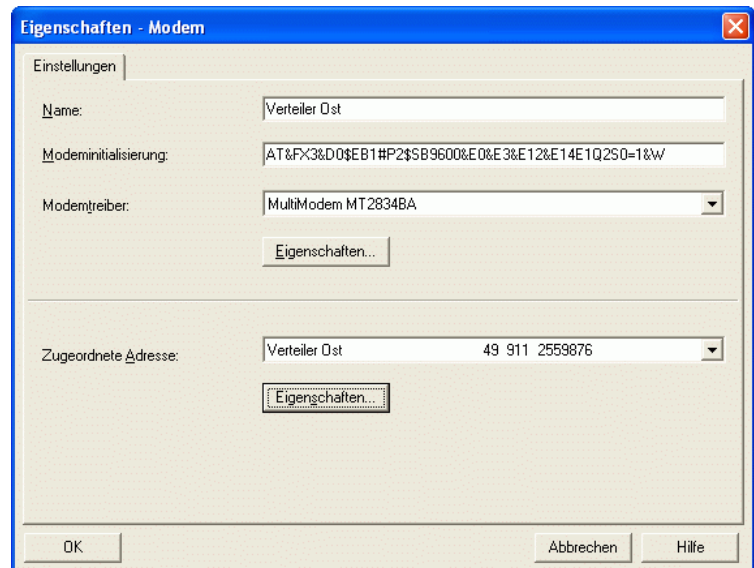 Eigenschaften - Modem
Einstellungen
Name: Verteiler Ost
Modeminitialisierung: AT&FX3&D0$EB1#P2$SB9600&E0&E3&E12&E14E1Q2S0=1&W
Modemtreiber: MultiModem MT2834BA
Eigenschaften...
Zugeordnete Adresse: Verteiler Ost 49 911 2559876
Eigenschaften...
OK Abbrechen Hilfe